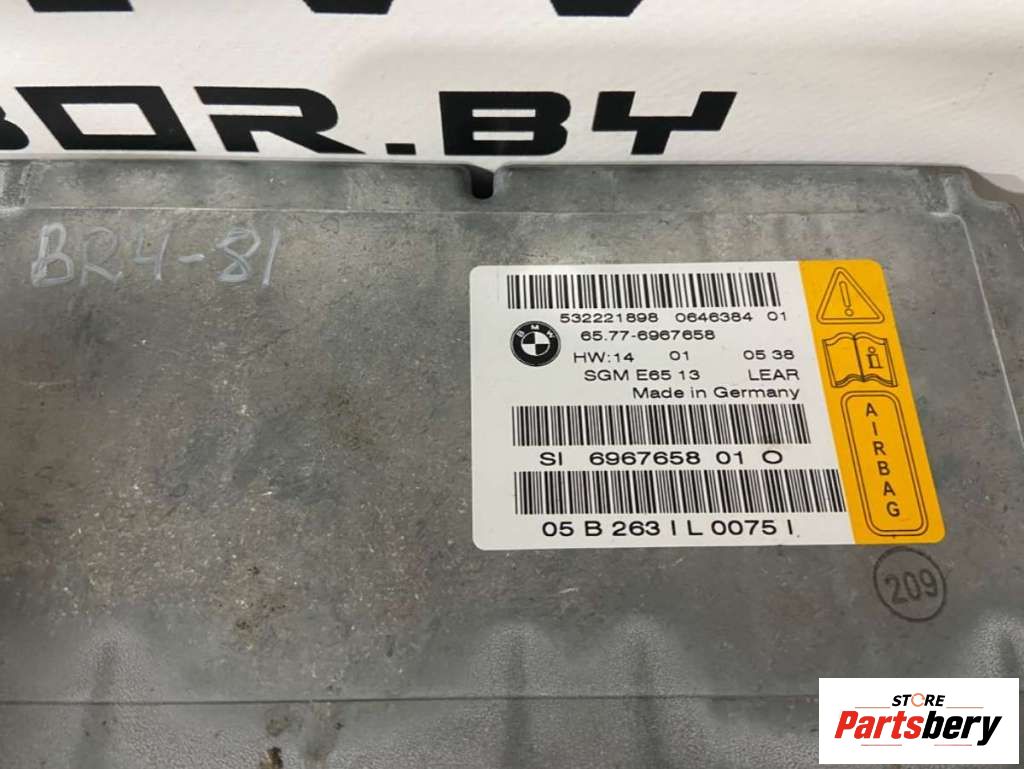 BOR.BY
BR4-81
532221898 0646384 01
BMW
65.77-6967658
HW:14 01 05 38
SGM E65 13 LEAR
Made in Germany
SI 6967658 01 O
05 B 263 I L 0075 I
AIRBAG
209
STORE
Partsbery